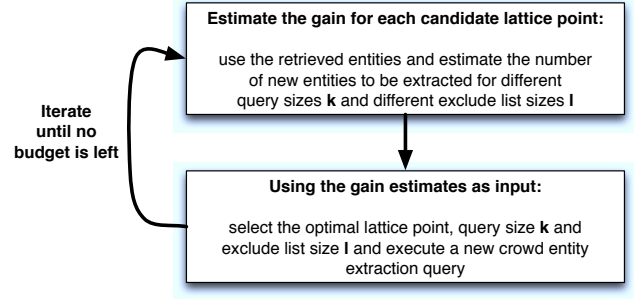 Estimate the gain for each candidate lattice point:
use the retrieved entities and estimate the number
of new entities to be extracted for different
query sizes k and different exclude list sizes l
Iterate
until no
budget is left
Using the gain estimates as input:
select the optimal lattice point, query size k and
exclude list size l and execute a new crowd entity
extraction query